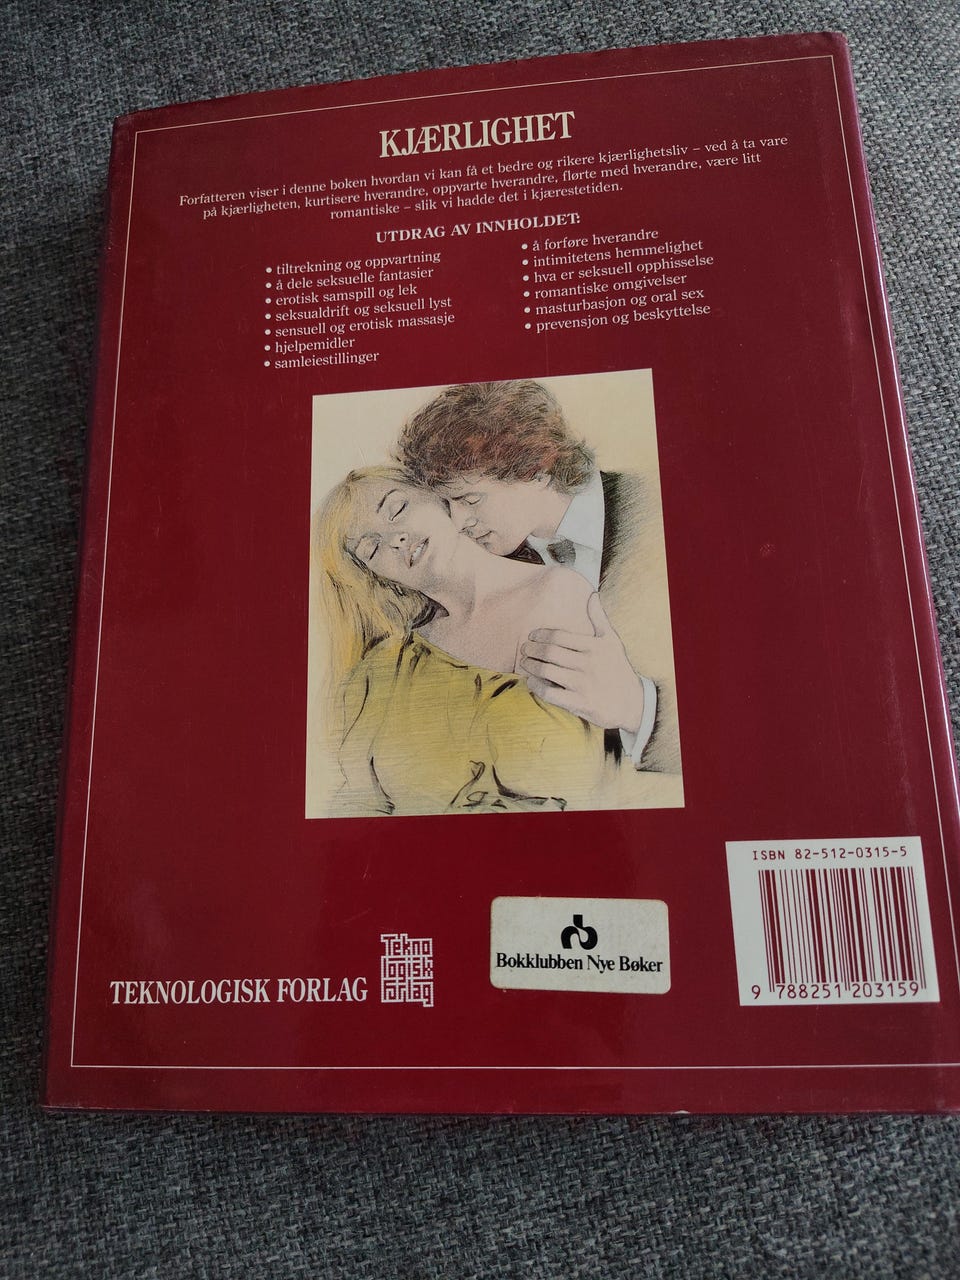 KJÆRLIGHET
Forfatteren viser i denne boken hvordan vi kan få et bedre og rikere kjærlighetsliv – ved å ta vare
på kjærligheten, kurtisere hverandre, oppvarte hverandre, flørte med hverandre, være litt
romantiske – slik vi hadde det i kjærestetiden.
UTDRAG AV INNHOLDET:
• tiltrekning og oppvartning
• å dele seksuelle fantasier
• erotisk samspill og lek
• seksualdrift og seksuell lyst
• sensuell og erotisk massasje
• hjelpemidler
• samleiestillinger
• å forføre hverandre
• intimitetens hemmelighet
• hva er seksuell opphisselse
• romantiske omgivelser
• masturbasjon og oral sex
• prevensjon og beskyttelse
ISBN 82-512-0315-5
9 788251 203159
Bokklubben Nye Bøker
TEKNOLOGISK FORLAG
Tekno
logisk
forlag